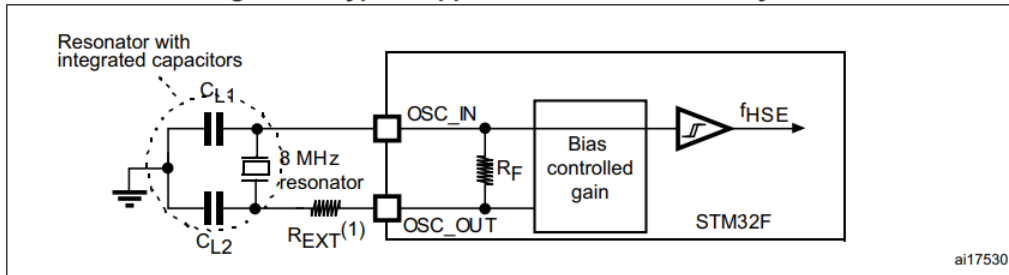 Resonator with
integrated capacitors
CL1
OSC_IN
fHSE
8 MHz
resonator
RF
Bias
controlled
gain
REXT(1)
OSC_OUT
STM32F
CL2
ai17530